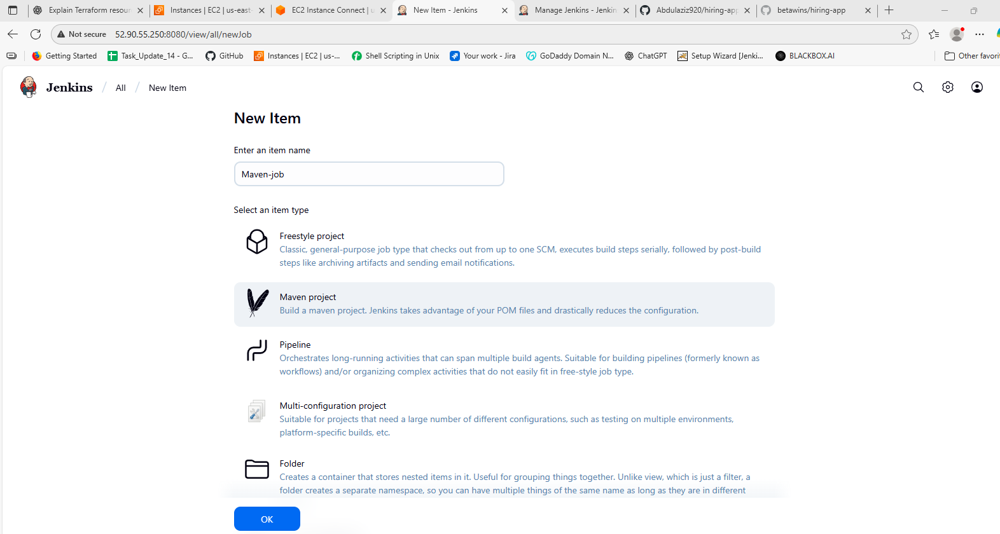 Explain Terraform resour
Instances | EC2 | us-east-
EC2 Instance Connect | u
New Item - Jenkins
Manage Jenkins - Jenkin
Abdulaziz920/hiring-app
betawins/hiring-app
Not secure
52.90.55.250:8080/view/all/newJob
Getting Started
Task_Update_14 - G...
GitHub
Instances | EC2 | us-...
Shell Scripting in Unix
Your work - Jira
GoDaddy Domain N...
ChatGPT
Setup Wizard [Jenki...
BLACKBOX.AI
Other favori
Jenkins / All / New Item
New Item
Enter an item name
Maven-job
Select an item type
Freestyle project
Classic, general-purpose job type that checks out from up to one SCM, executes build steps serially, followed by post-build
steps like archiving artifacts and sending email notifications.
Maven project
Build a maven project. Jenkins takes advantage of your POM files and drastically reduces the configuration.
Pipeline
Orchestrates long-running activities that can span multiple build agents. Suitable for building pipelines (formerly known as
workflows) and/or organizing complex activities that do not easily fit in free-style job type.
Multi-configuration project
Suitable for projects that need a large number of different configurations, such as testing on multiple environments,
platform-specific builds, etc.
Folder
Creates a container that stores nested items in it. Useful for grouping things together. Unlike view, which is just a filter, a
folder creates a separate namespace, so you can have multiple things of the same name as long as they are in different
OK